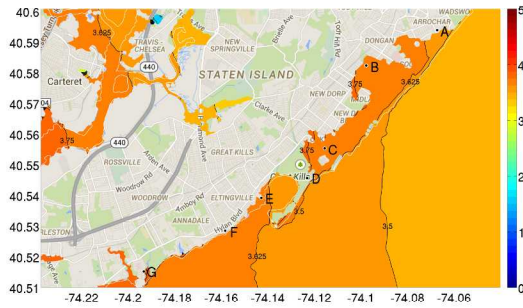 40.6
40.59
40.58
40.57
40.56
40.55
40.54
40.53
40.52
40.51
-74.22
-74.2
-74.18
-74.16
-74.14
-74.12
-74.1
-74.08
-74.06
5
4
3
2
1
0
3.625
TRAVIS-
CHELSEA
NEW
SPRINGVILLE
440
Carteret
STATEN ISLAND
DONGAN
ARROCHAR
WADSWO
A
B
3.75
3.625
NEW DORP
Clarke Ave
3.75
440
Arden Ave
ROSSVILLE
GREAT KILLS
3.75
C
Woodrow Rd
D
WOODROW
Amboy Rd
ELTINGVILLE
E
3.5
3.5
ANNADALE
Hylan Blvd
F
3.625
G